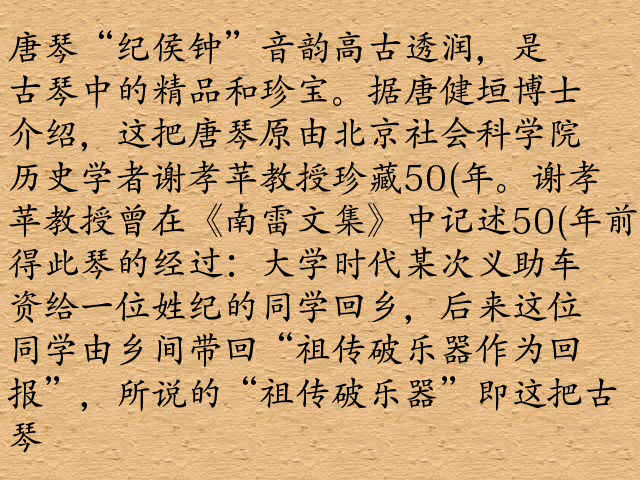 唐琴“纪侯钟”音韵高古透润，是
古琴中的精品和珍宝。据唐健垣博士
介绍，这把唐琴原由北京社会科学院
历史学者谢孝苹教授珍藏50(年。谢孝
苹教授曾在《南雷文集》中记述50(年前
得此琴的经过：大学时代某次义助车
资给一位姓纪的同学回乡，后来这位
同学由乡间带回“祖传破乐器作为回
报”，所说的“祖传破乐器”即这把古
琴